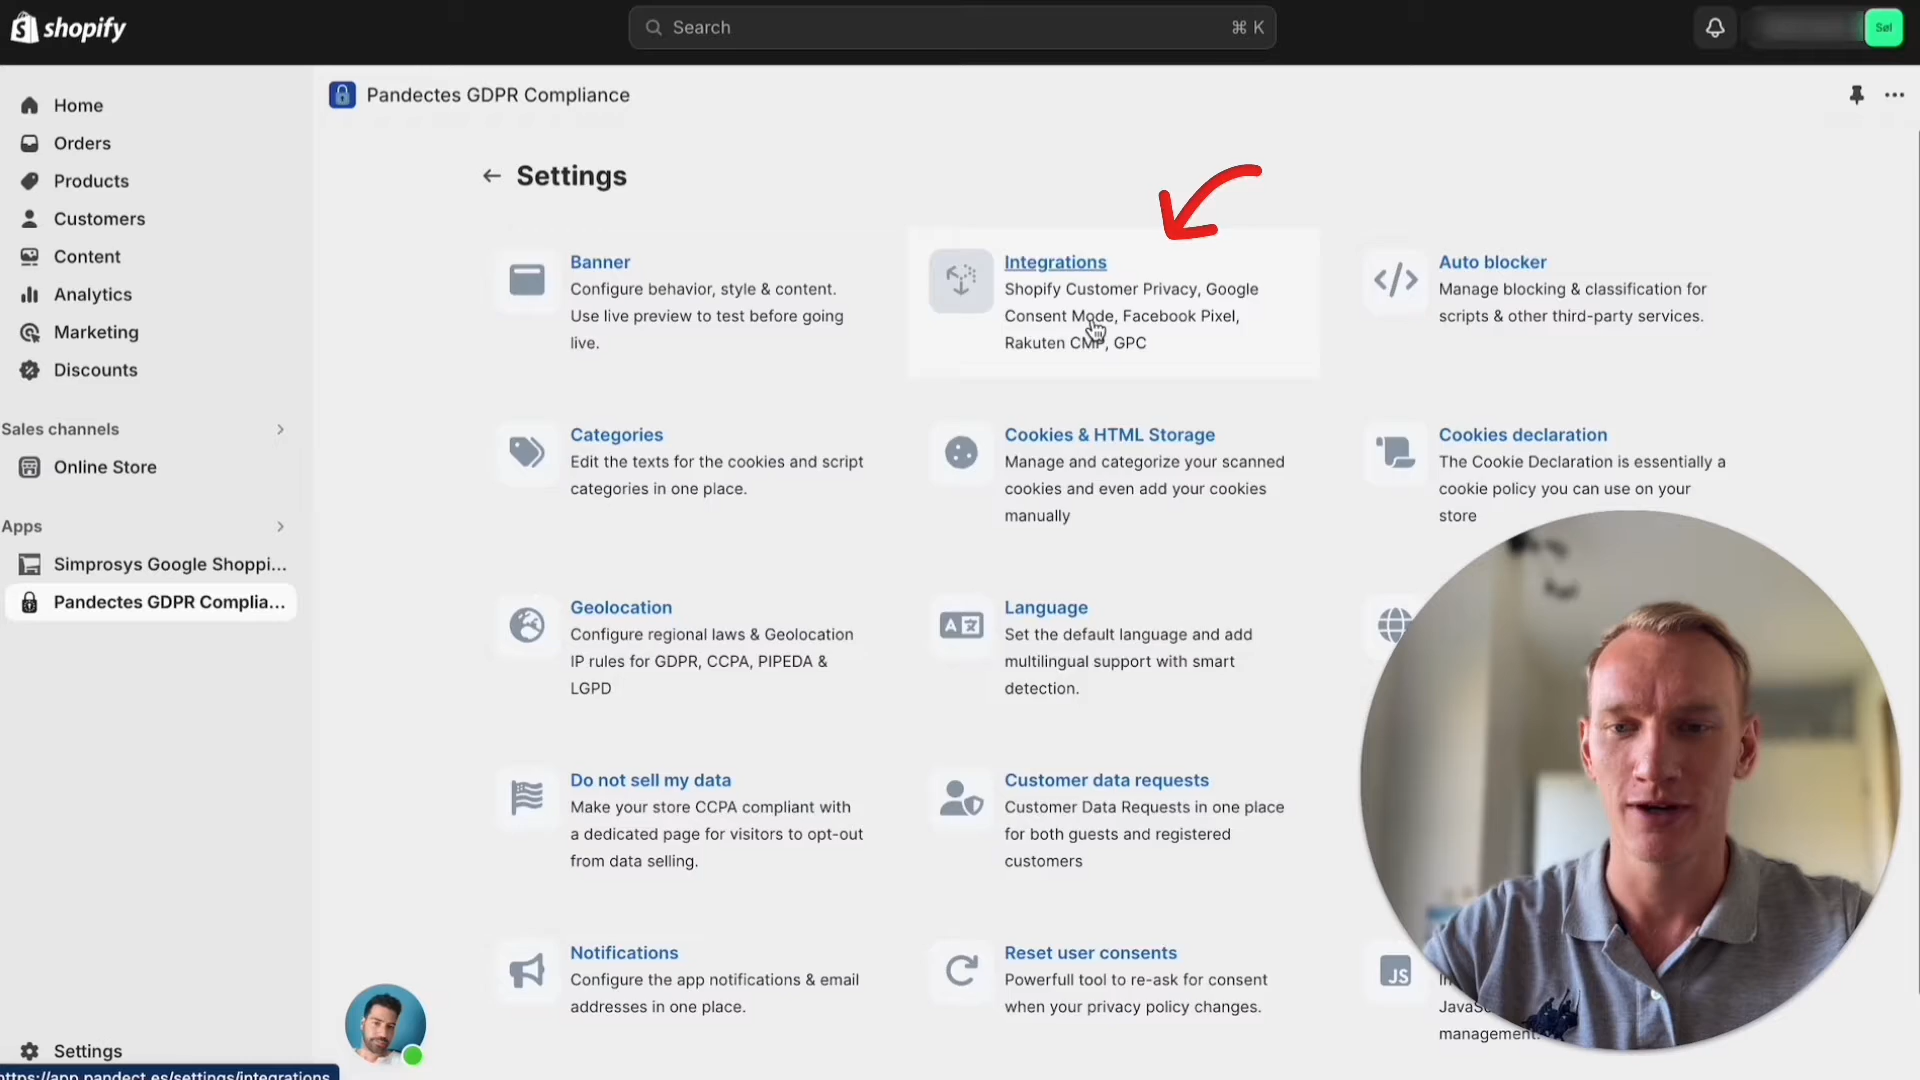 shopify
Search
⌘ K
Søl
Home
Orders
Products
Customers
Content
Analytics
Marketing
Discounts
Sales channels
Online Store
Apps
Simprosys Google Shoppi...
Pandectes GDPR Complia...
Settings
https://app.pandect.es/settings/integrations
Pandectes GDPR Compliance
Settings
Banner
Configure behavior, style & content.
Use live preview to test before going
live.
Integrations
Shopify Customer Privacy, Google
Consent Mode, Facebook Pixel,
Rakuten CMP, GPC
Auto blocker
Manage blocking & classification for
scripts & other third-party services.
Categories
Edit the texts for the cookies and script
categories in one place.
Cookies & HTML Storage
Manage and categorize your scanned
cookies and even add your cookies
manually
Cookies declaration
The Cookie Declaration is essentially a
cookie policy you can use on your
store
Geolocation
Configure regional laws & Geolocation
IP rules for GDPR, CCPA, PIPEDA &
LGPD
Language
Set the default language and add
multilingual support with smart
detection.
Do not sell my data
Make your store CCPA compliant with
a dedicated page for visitors to opt-out
from data selling.
Customer data requests
Customer Data Requests in one place
for both guests and registered
customers
Notifications
Configure the app notifications & email
addresses in one place.
Reset user consents
Powerfull tool to re-ask for consent
when your privacy policy changes.
JS
management.